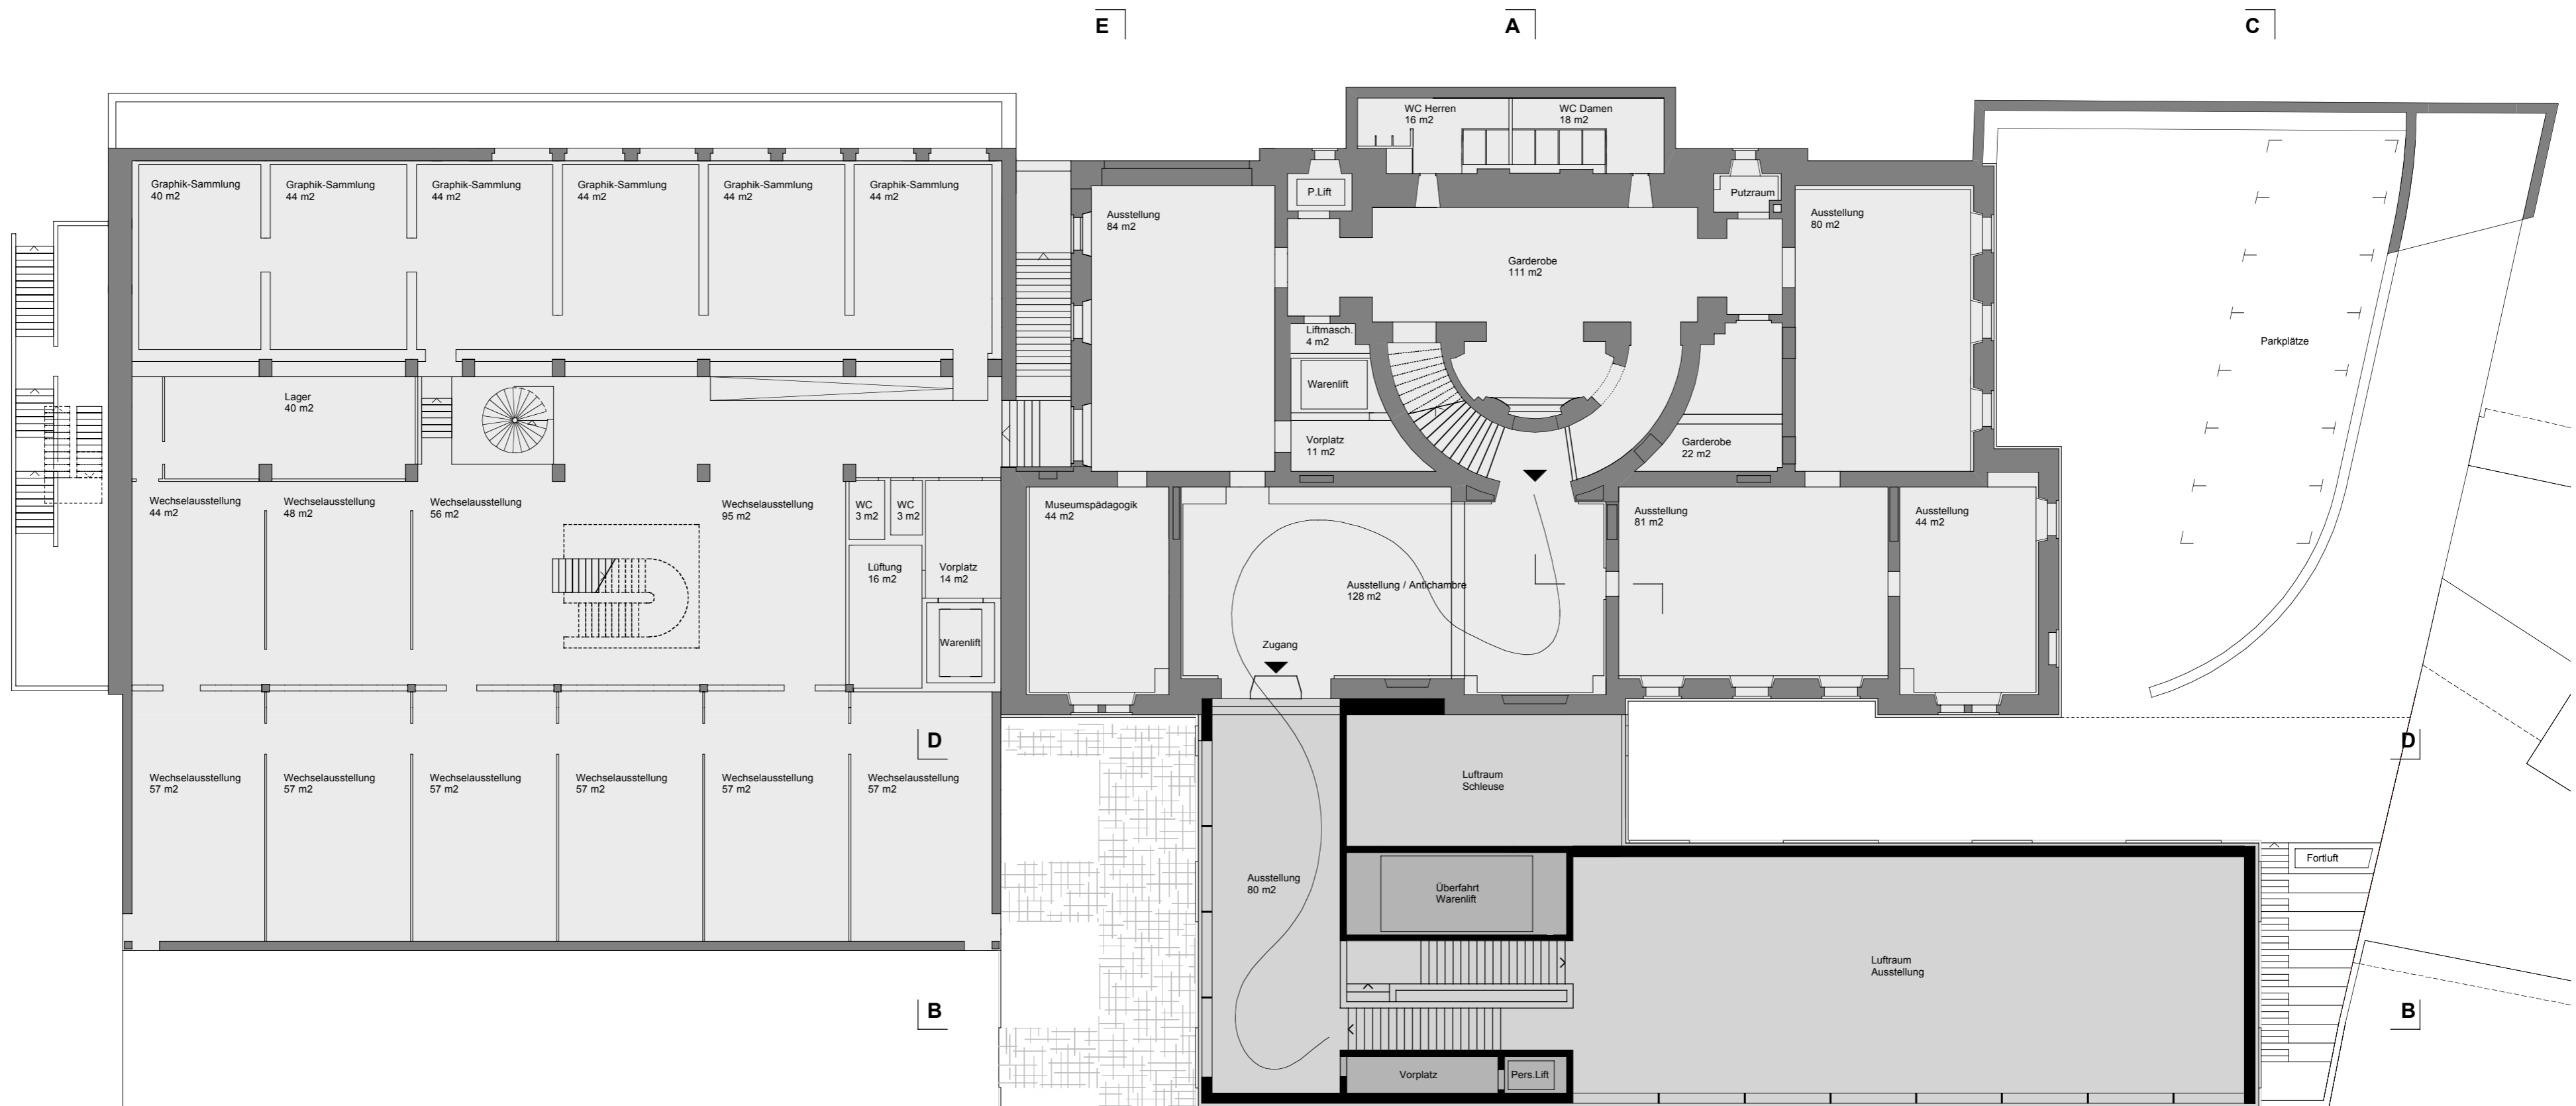 E
A
C
WC Herren
16 m2
WC Damen
18 m2
Graphik-Sammlung
40 m2
Graphik-Sammlung
44 m2
Graphik-Sammlung
44 m2
Graphik-Sammlung
44 m2
Graphik-Sammlung
44 m2
Graphik-Sammlung
44 m2
Ausstellung
84 m2
P.Lift
Putzraum
Ausstellung
80 m2
Garderobe
111 m2
Liftmasch.
4 m2
Parkplätze
Lager
40 m2
Warenlift
Vorplatz
11 m2
Garderobe
22 m2
Wechselausstellung
44 m2
Wechselausstellung
48 m2
Wechselausstellung
56 m2
Wechselausstellung
95 m2
WC
3 m2
WC
3 m2
Museumspädagogik
44 m2
Ausstellung
81 m2
Ausstellung
44 m2
Lüftung
16 m2
Vorplatz
14 m2
Ausstellung / Antichambre
128 m2
Warenlift
Zugang
D
D
Wechselausstellung
57 m2
Wechselausstellung
57 m2
Wechselausstellung
57 m2
Wechselausstellung
57 m2
Wechselausstellung
57 m2
Wechselausstellung
57 m2
Luftraum
Schleuse
Ausstellung
80 m2
Überfahrt
Warenlift
Fortluft
Luftraum
Ausstellung
B
B
Vorplatz
Pers.Lift